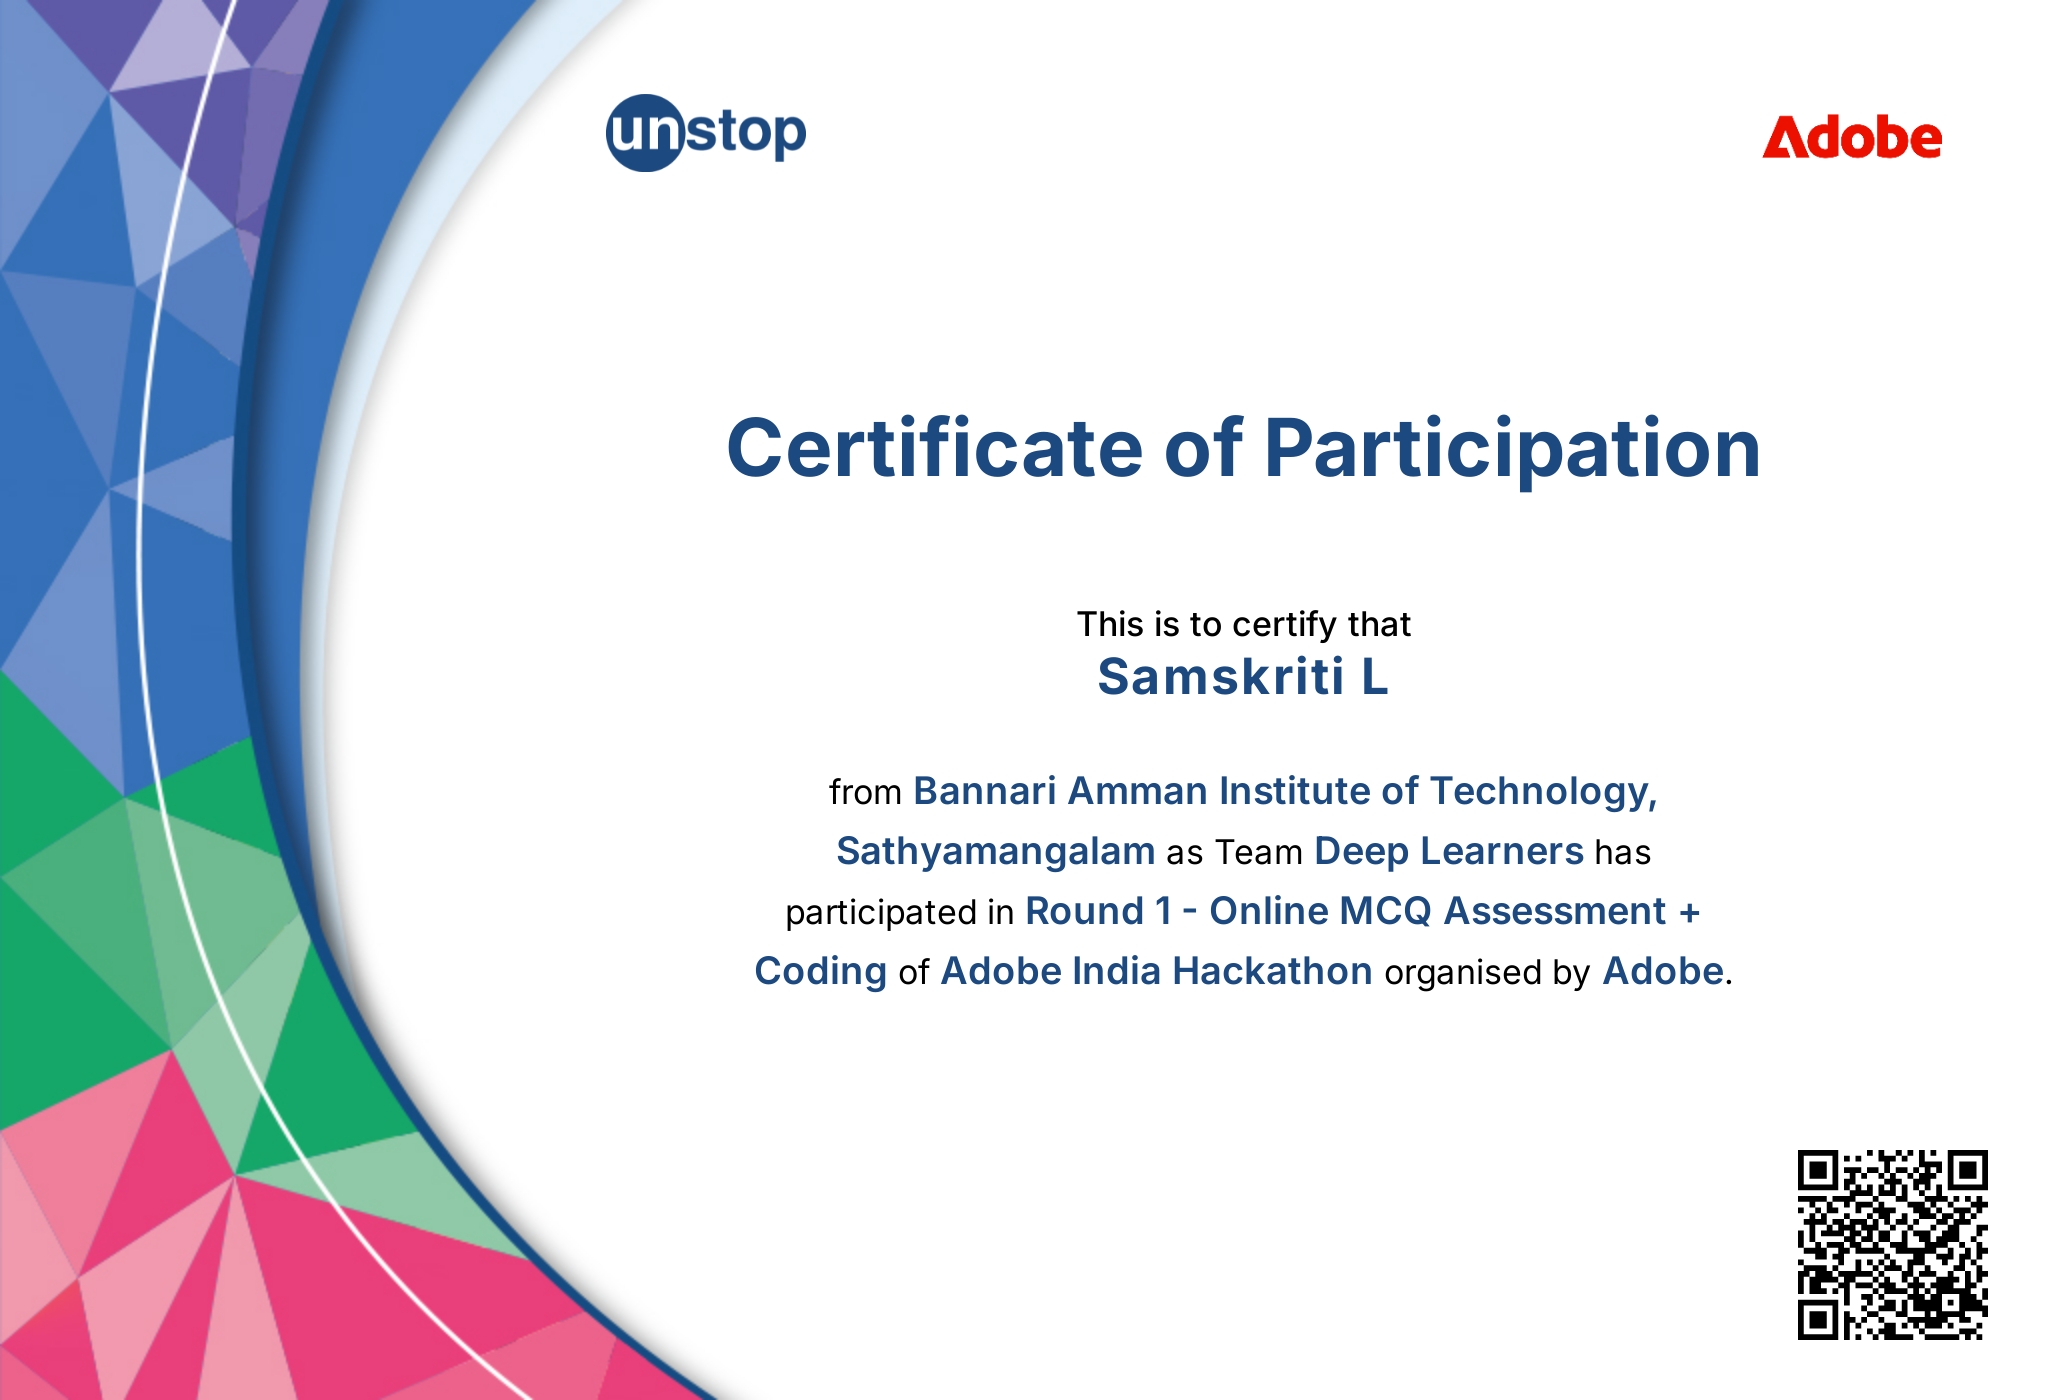 unstop
Adobe
Certificate of Participation
This is to certify that
Samskriti L
from Bannari Amman Institute of Technology,
Sathyamangalam as Team Deep Learners has
participated in Round 1 - Online MCQ Assessment +
Coding of Adobe India Hackathon organised by Adobe.